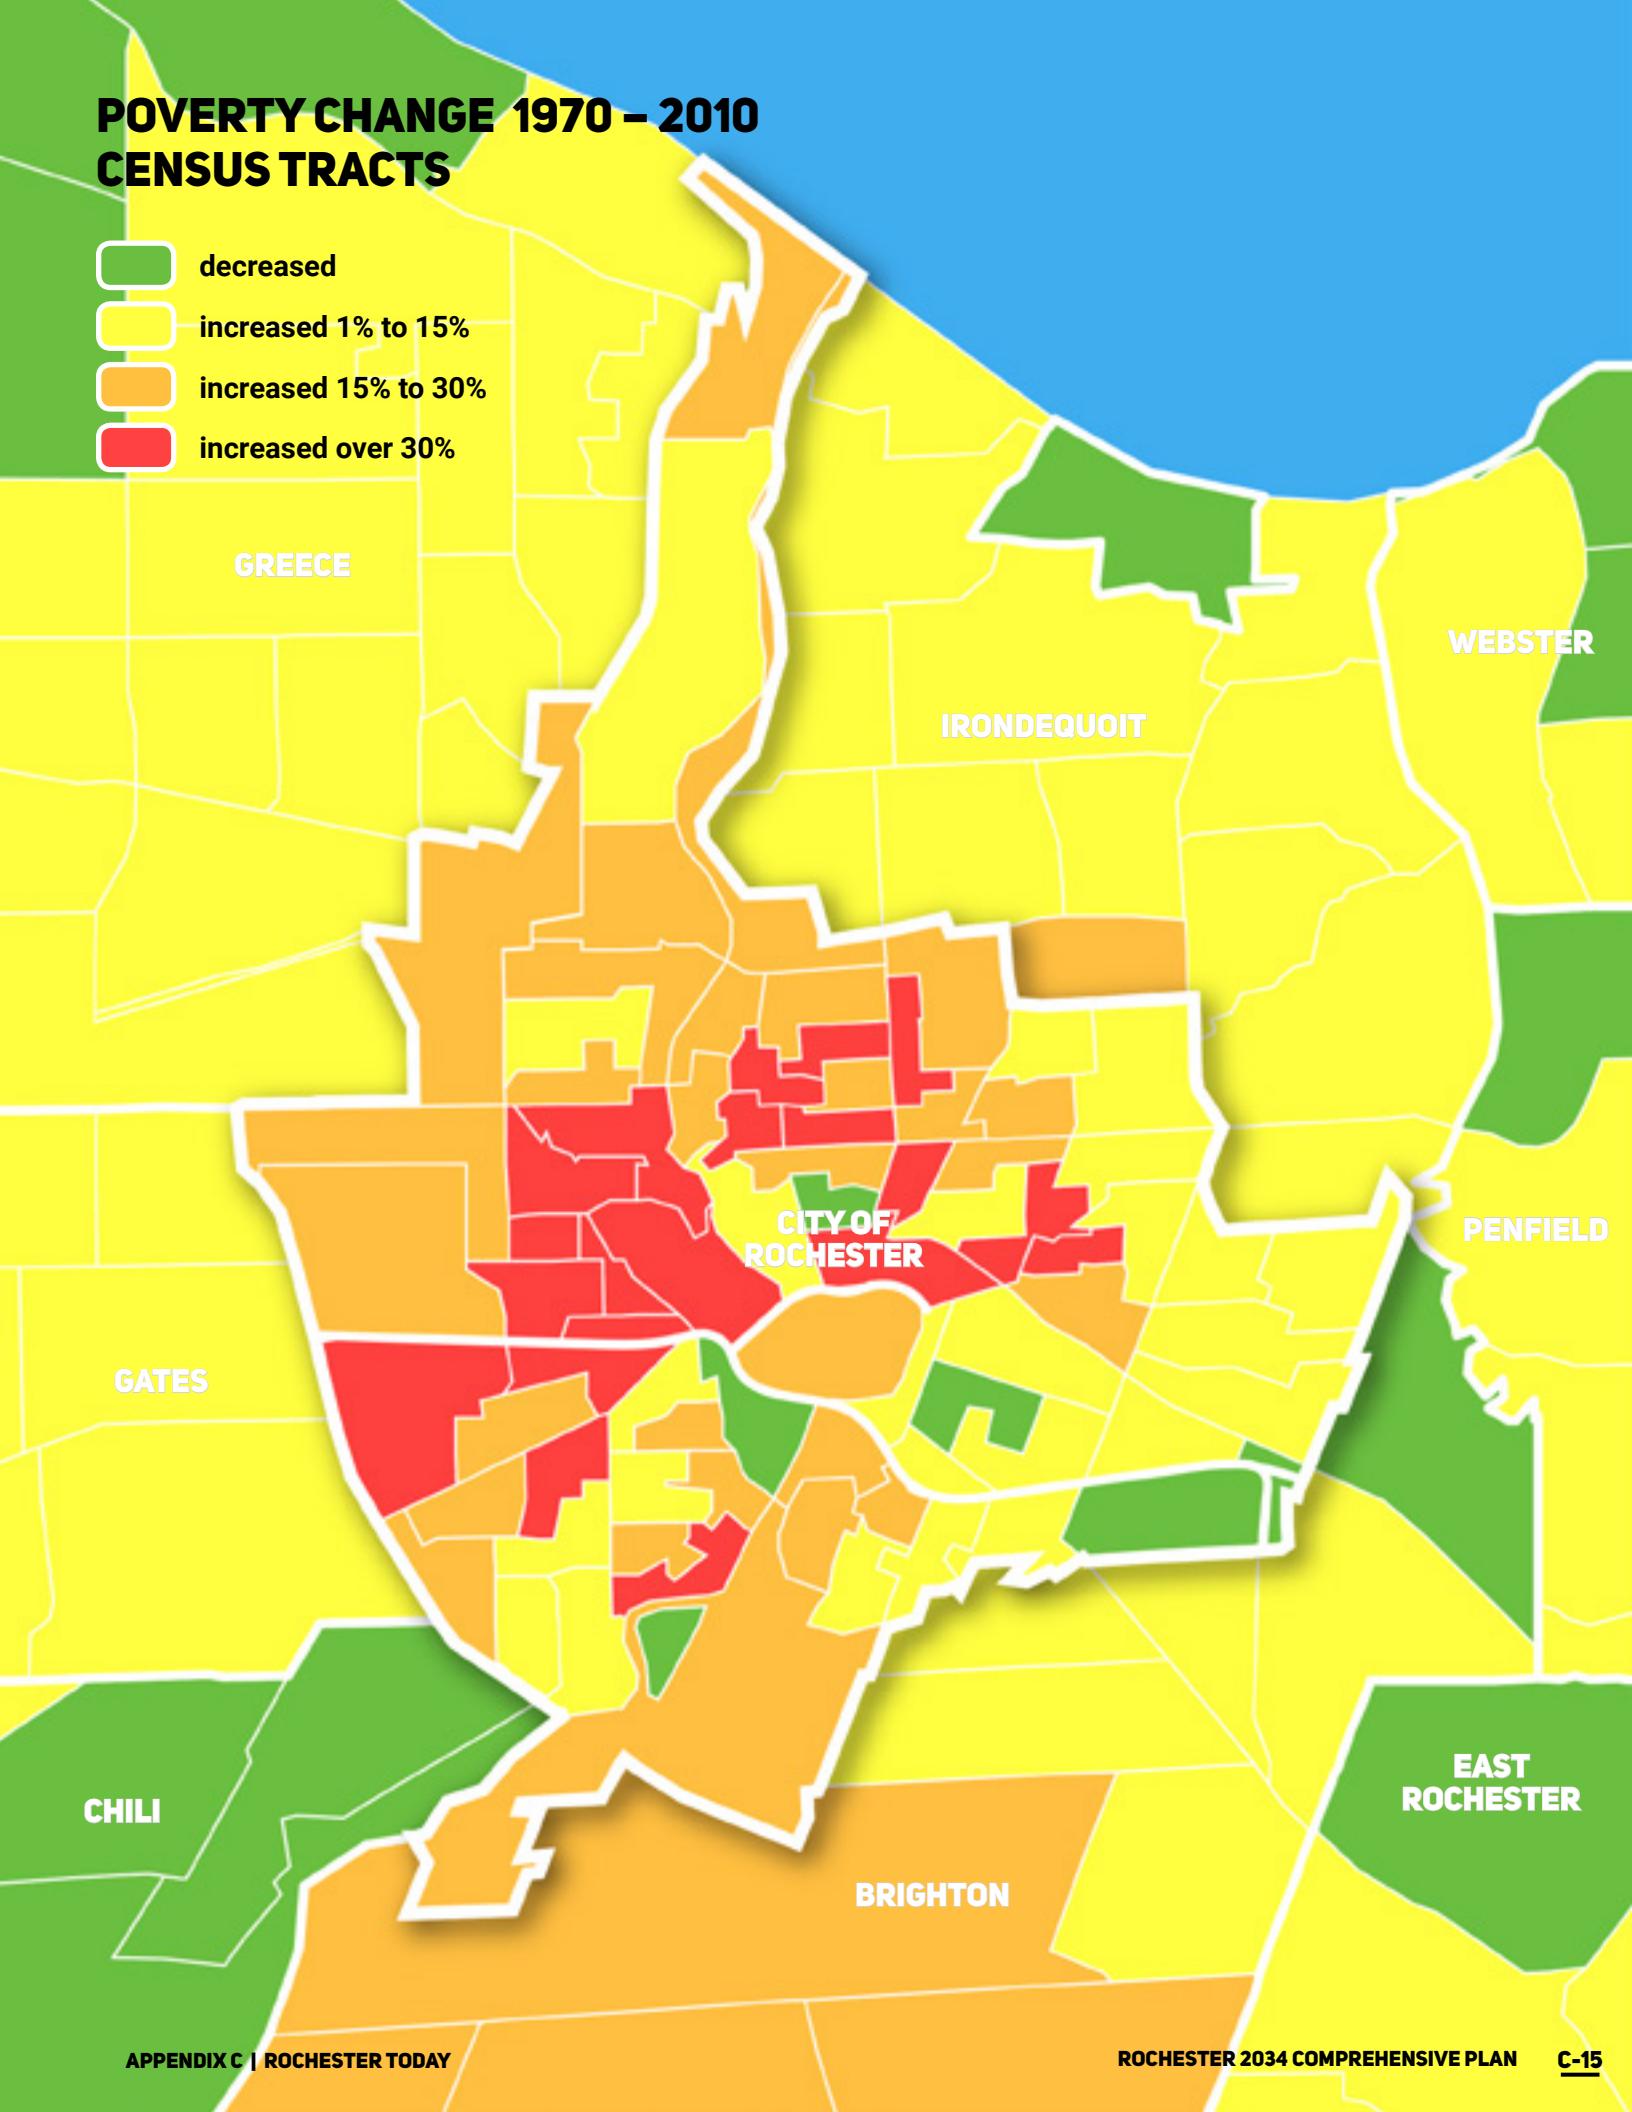 POVERTY CHANGE 1970 – 2010
CENSUS TRACTS
decreased
increased 1% to 15%
increased 15% to 30%
increased over 30%
GREECE
WEBSTER
IRONDEQUOIT
CITY OF
ROCHESTER
PENFIELD
GATES
EAST
ROCHESTER
CHILI
BRIGHTON
APPENDIX C | ROCHESTER TODAY
ROCHESTER 2034 COMPREHENSIVE PLAN C-15